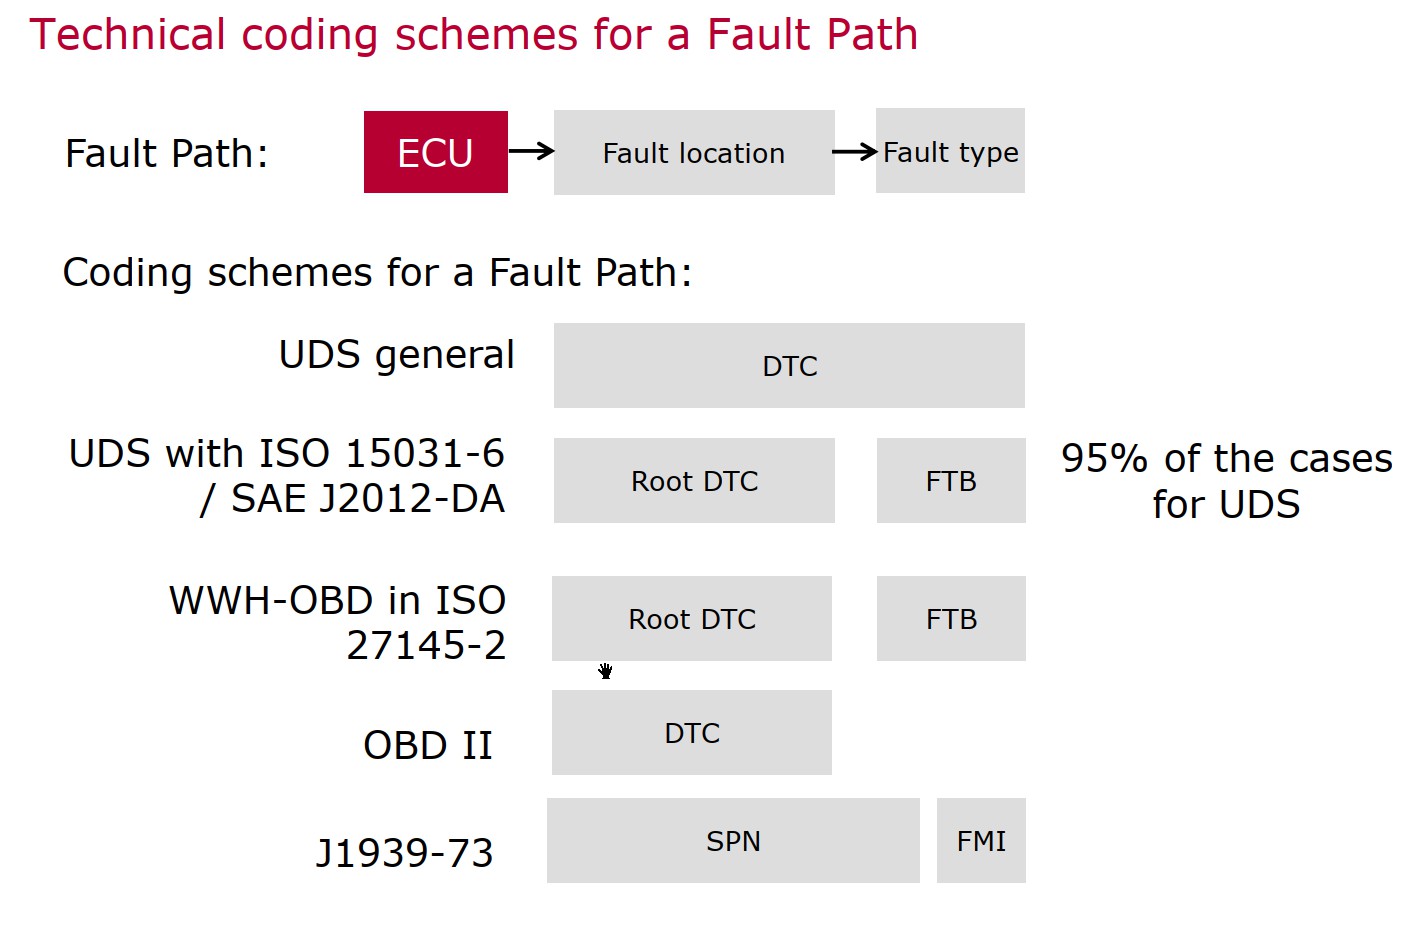 Technical coding schemes for a Fault Path
Fault Path:
ECU
Fault location
Fault type
Coding schemes for a Fault Path:
UDS general
DTC
UDS with ISO 15031-6
/ SAE J2012-DA
Root DTC
FTB
95% of the cases
for UDS
WWH-OBD in ISO
27145-2
Root DTC
FTB
OBD II
DTC
J1939-73
SPN
FMI